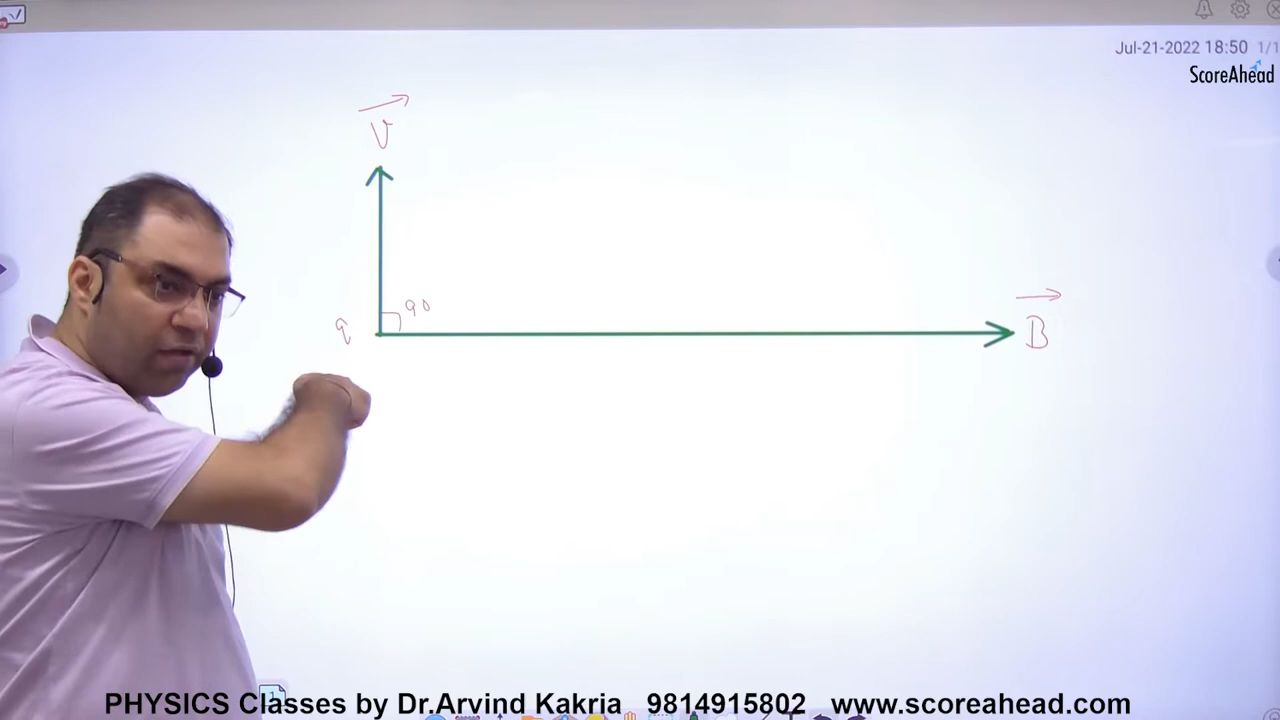 Jul-21-2022 18:50 1/1
ScoreAhead
V
90
q
B
PHYSICS Classes by Dr.Arvind Kakria 9814915802 www.scoreahead.com